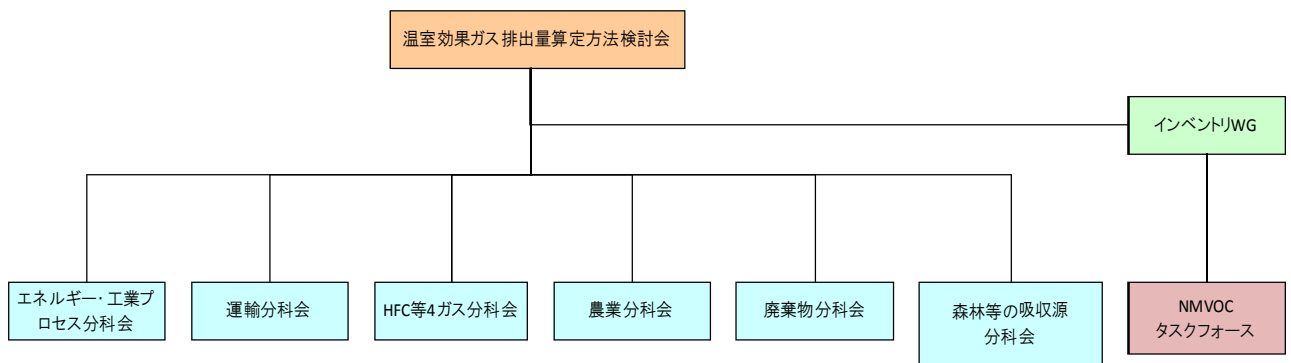 温室効果ガス排出量算定方法検討会
インベントリWG
エネルギー・工業プ
ロセス分科会
運輸分科会
HFC等4ガス分科会
農業分科会
廃棄物分科会
森林等の吸収源
分科会
NMVOC
タスクフォース